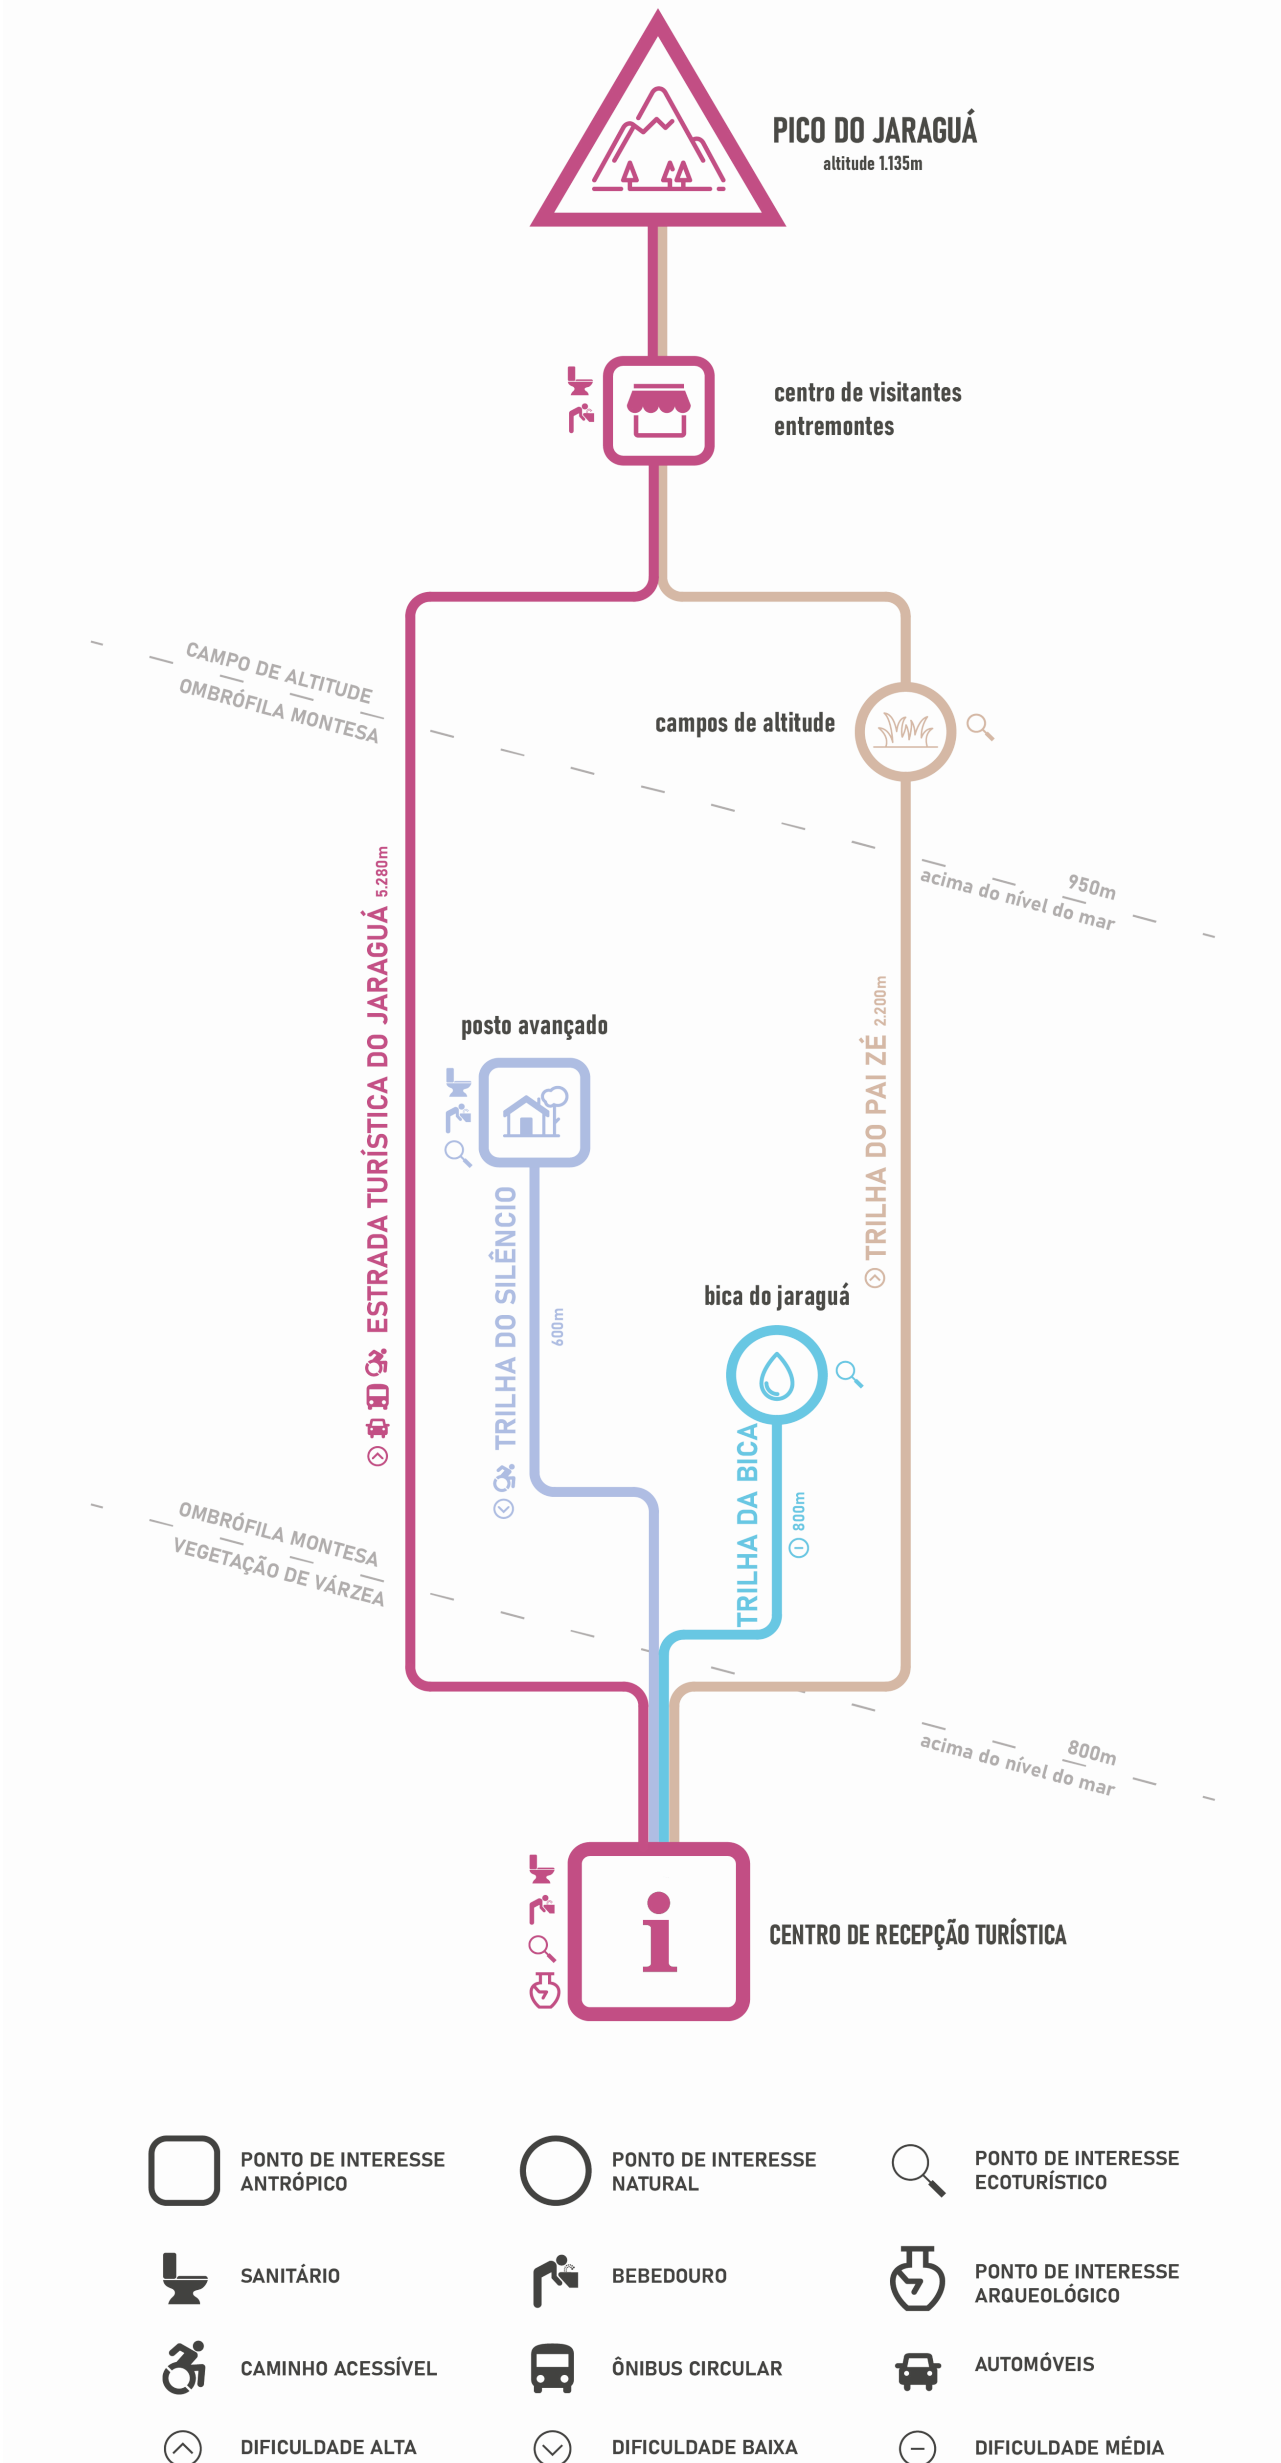 PICO DO JARAGUÁ
altitude 1.135m
centro de visitantes
entremontes
CAMPO DE ALTITUDE
OMBRÓFILA MONTESA
campos de altitude
950m
acima do nível do mar
ESTRADA TURÍSTICA DO JARAGUÁ 5.280m
posto avançado
TRILHA DO SILÊNCIO
600m
TRILHA DO PAI ZÉ 2.200m
bica do jaraguá
TRILHA DA BICA
800m
OMBRÓFILA MONTESA
VEGETAÇÃO DE VÁRZEA
800m
acima do nível do mar
i
CENTRO DE RECEPÇÃO TURÍSTICA
PONTO DE INTERESSE
ANTRÓPICO
PONTO DE INTERESSE
NATURAL
PONTO DE INTERESSE
ECOTURÍSTICO
SANITÁRIO
BEBEDOURO
PONTO DE INTERESSE
ARQUEOLÓGICO
CAMINHO ACESSÍVEL
ÔNIBUS CIRCULAR
AUTOMÓVEIS
DIFICULDADE ALTA
DIFICULDADE BAIXA
DIFICULDADE MÉDIA